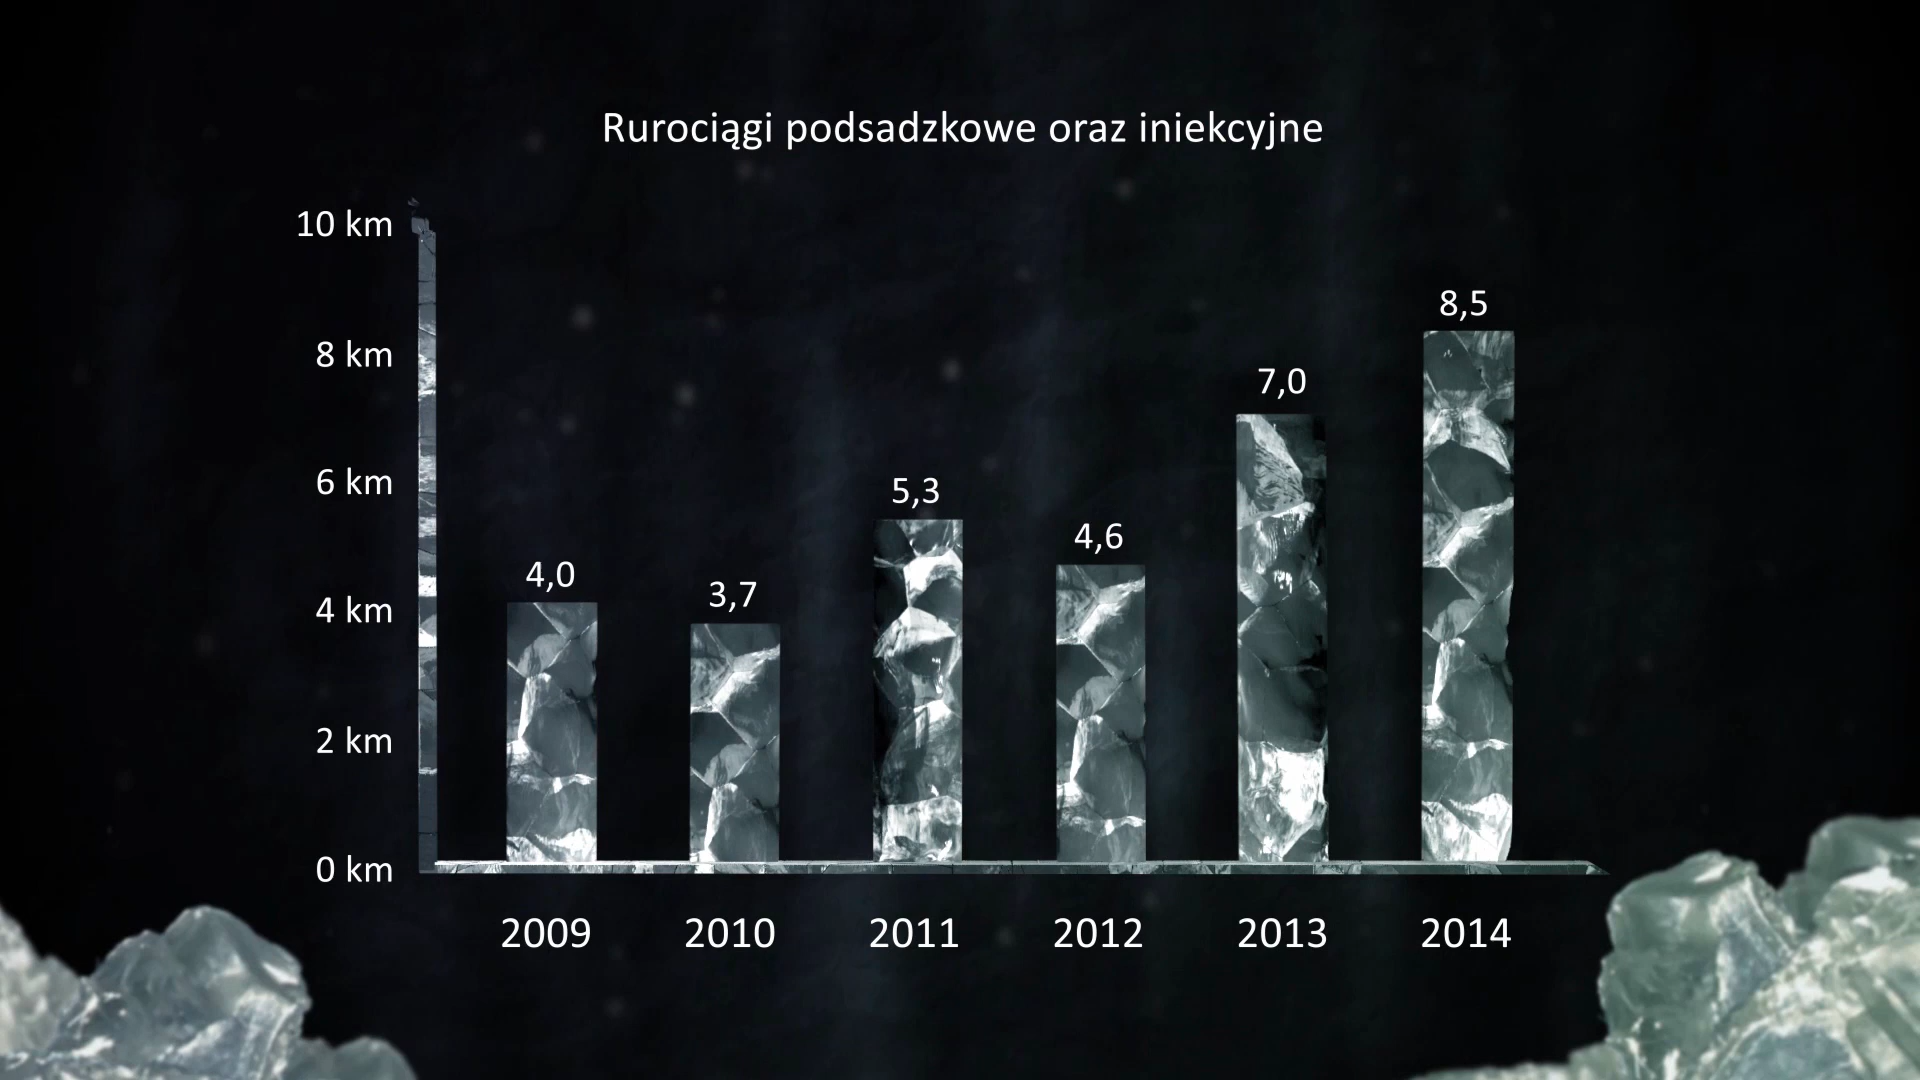 Rurociągi podsadzkowe oraz iniekcyjne
10 km
8 km
6 km
4 km
2 km
0 km
4,0
3,7
5,3
4,6
7,0
8,5
2009 2010 2011 2012 2013 2014